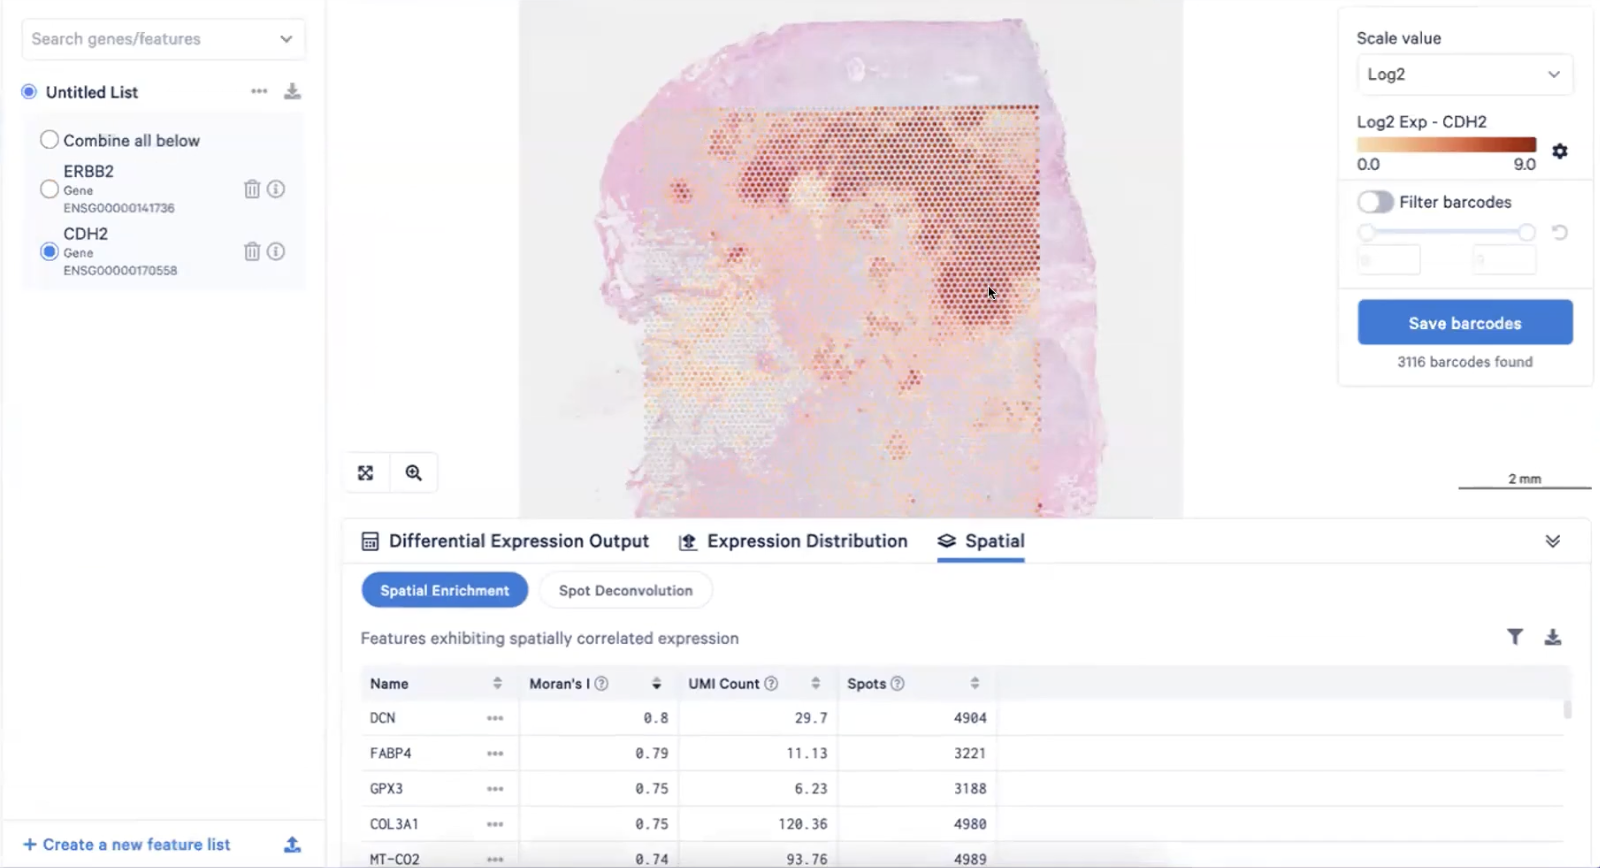 Search genes/features
Untitled List
Combine all below
ERBB2
Gene
ENSG00000141736
CDH2
Gene
ENSG00000170558
+ Create a new feature list
Scale value
Log2
Log2 Exp - CDH2
0.0 9.0
Filter barcodes
Save barcodes
3116 barcodes found
2 mm
Differential Expression Output Expression Distribution Spatial
Spatial Enrichment Spot Deconvolution
Features exhibiting spatially correlated expression
Name Moran's I UMI Count Spots
DCN 0.8 29.7 4904
FABP4 0.79 11.13 3221
GPX3 0.75 6.23 3188
COL3A1 0.75 120.36 4980
MT-CO2 0.74 93.76 4989